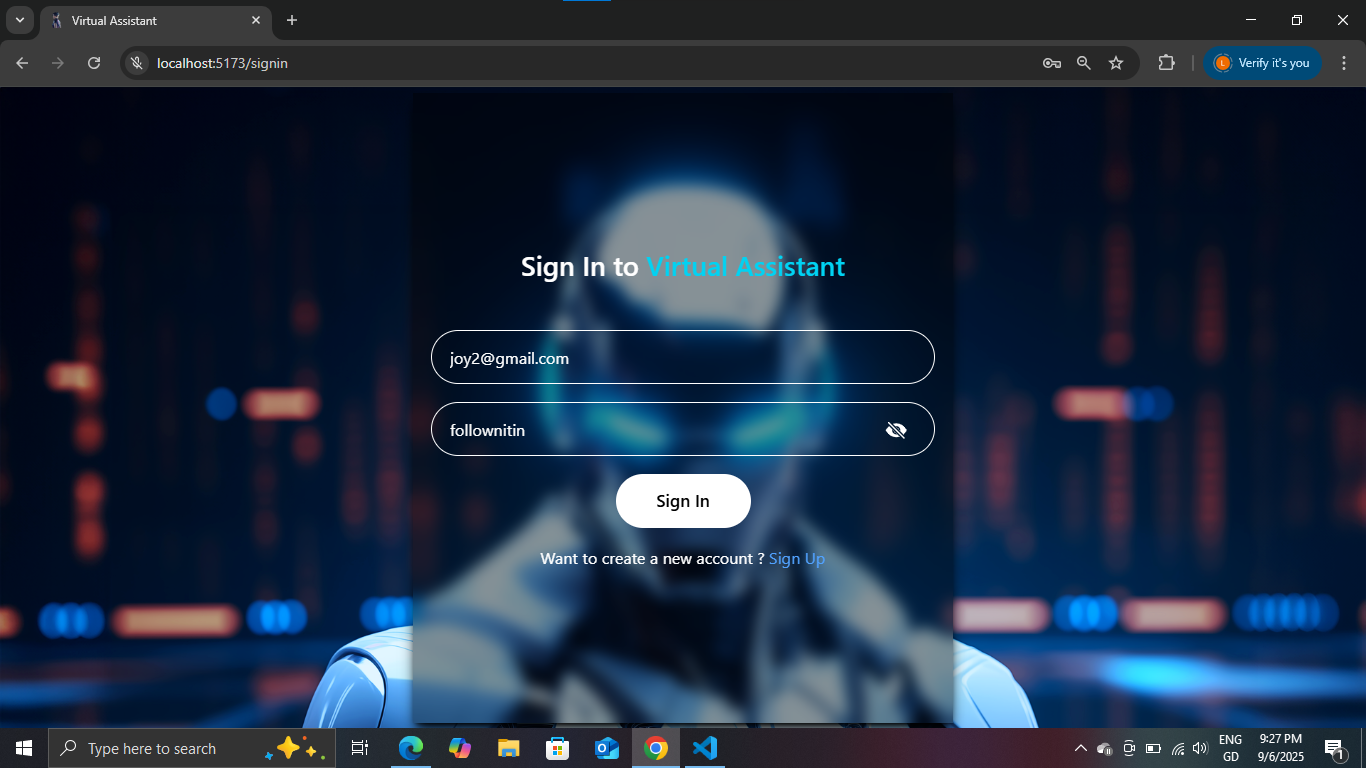 Virtual Assistant
localhost:5173/signin
Verify it's you
Sign In to Virtual Assistant
joy2@gmail.com
follownitin
Sign In
Want to create a new account ? Sign Up
Type here to search
ENG
GD
9:27 PM
9/6/2025
1